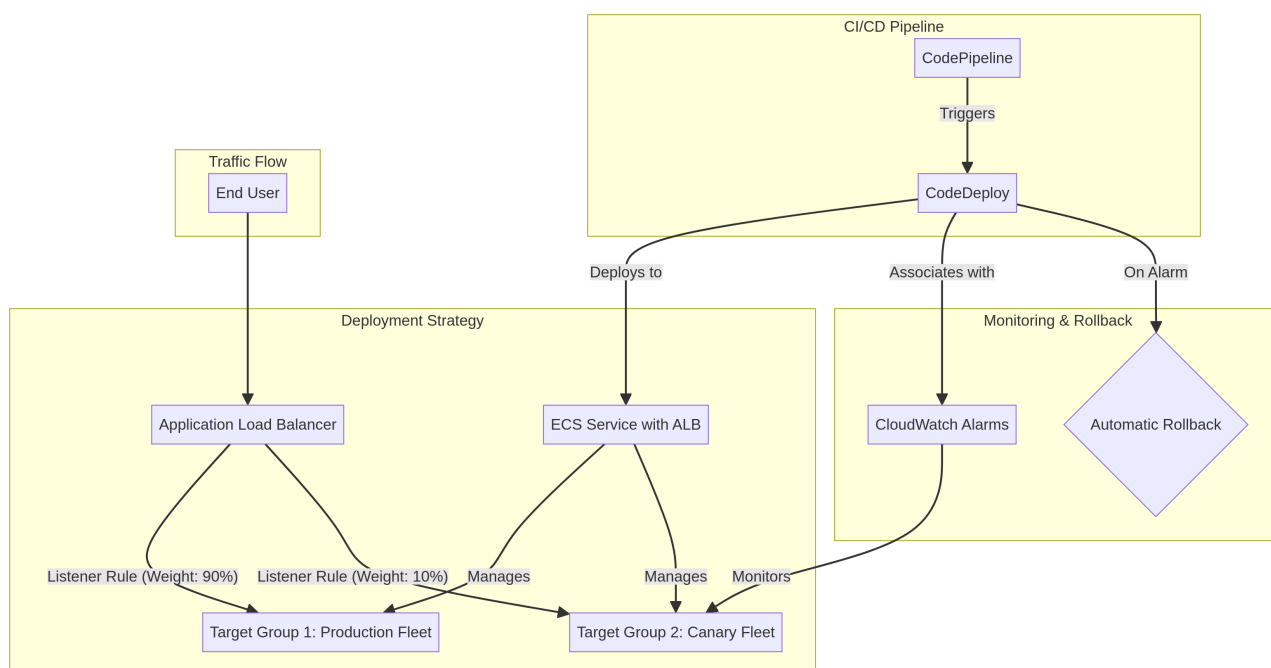 CI/CD Pipeline
CodePipeline
Triggers
Traffic Flow
End User
CodeDeploy
Deploys to
Associates with
On Alarm
Deployment Strategy
Monitoring & Rollback
Application Load Balancer
ECS Service with ALB
CloudWatch Alarms
Automatic Rollback
Listener Rule (Weight: 90%)
Listener Rule (Weight: 10%)
Manages
Manages
Monitors
Target Group 1: Production Fleet
Target Group 2: Canary Fleet